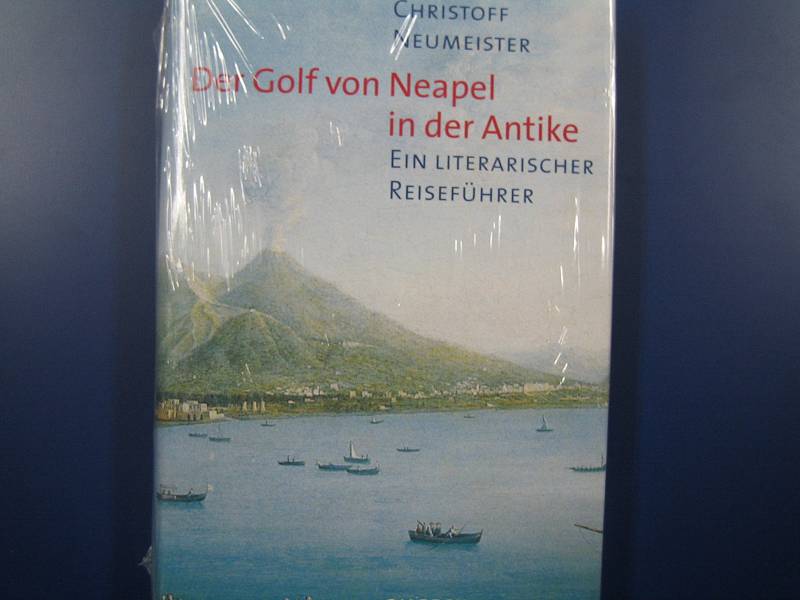 CHRISTOFF
NEUMEISTER
Der Golf von Neapel
in der Antike
EIN LITERARISCHER
REISEFÜHRER